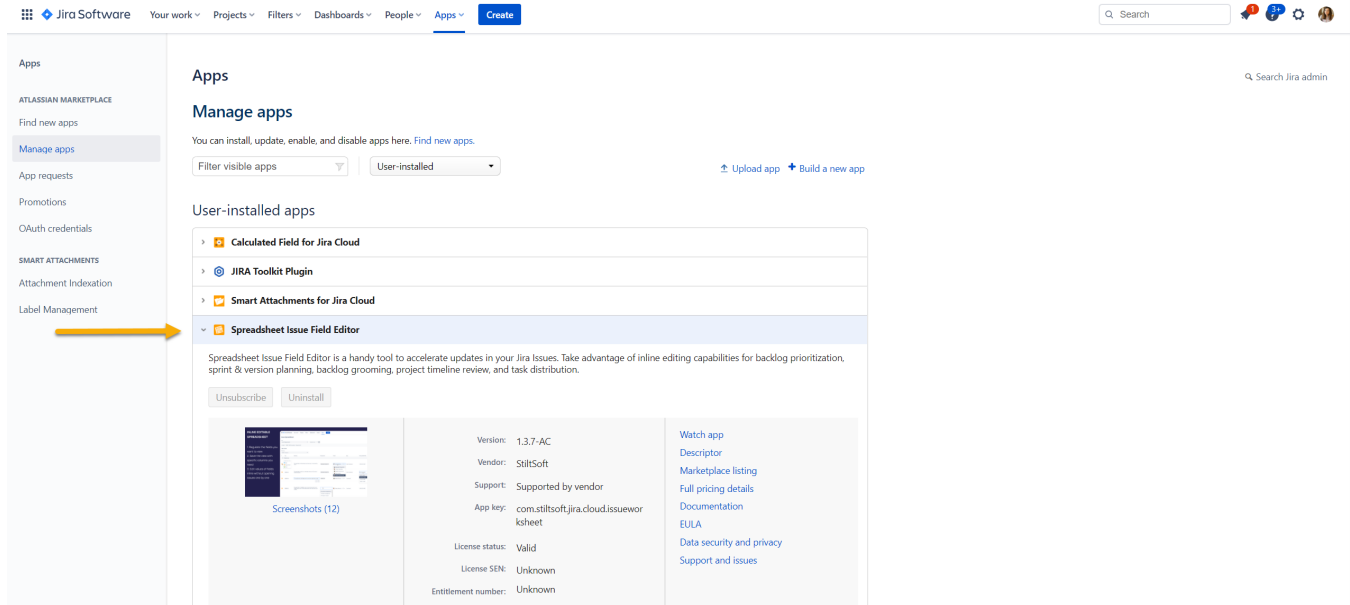 Jira Software Your work Projects Filters Dashboards People Apps Create Search 1 3+
Apps
ATLASSIAN MARKETPLACE
Find new apps
Manage apps
App requests
Promotions
OAuth credentials
SMART ATTACHMENTS
Attachment Indexation
Label Management
Apps
Search Jira admin
Manage apps
You can install, update, enable, and disable apps here. Find new apps.
Filter visible apps User-installed Upload app Build a new app
User-installed apps
Calculated Field for Jira Cloud
JIRA Toolkit Plugin
Smart Attachments for Jira Cloud
Spreadsheet Issue Field Editor
Spreadsheet Issue Field Editor is a handy tool to accelerate updates in your Jira Issues. Take advantage of inline editing capabilities for backlog prioritization,
sprint & version planning, backlog grooming, project timeline review, and task distribution.
Unsubscribe Uninstall
Screenshots (12)
Version: 1.3.7-AC
Vendor: StiltSoft
Support: Supported by vendor
App key: com.stiltsoft.jira.cloud.issuewor
ksheet
License status: Valid
License SEN: Unknown
Entitlement number: Unknown
Watch app
Descriptor
Marketplace listing
Full pricing details
Documentation
EULA
Data security and privacy
Support and issues